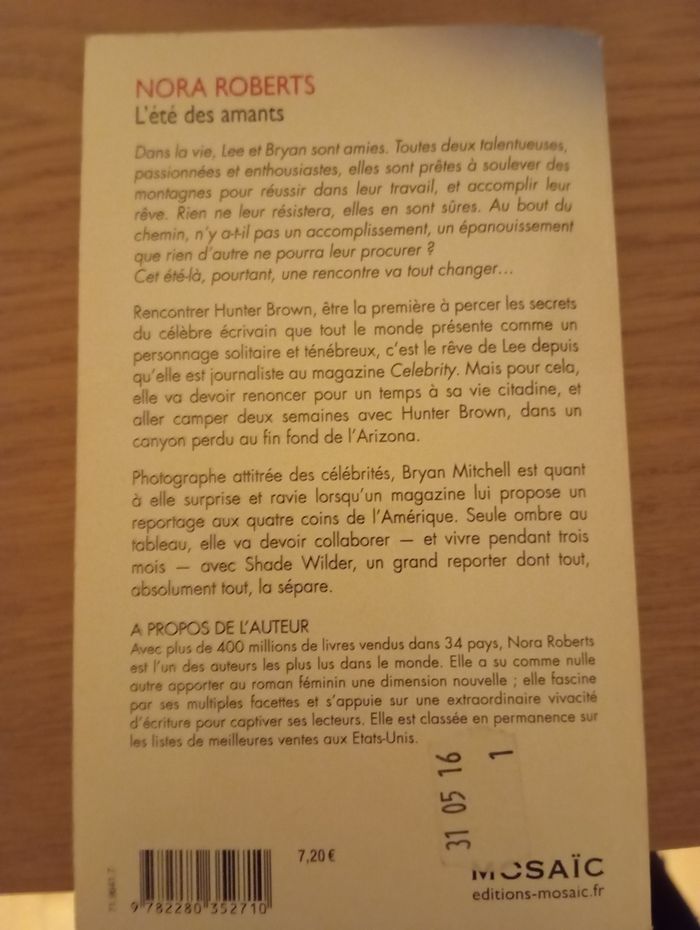 NORA ROBERTS
L'été des amants
Dans la vie, Lee et Bryan sont amies. Toutes deux talentueuses,
passionnées et enthousiastes, elles sont prêtes à soulever des
montagnes pour réussir dans leur travail, et accomplir leur
rêve. Rien ne leur résistera, elles en sont sûres. Au bout du
chemin, n'y a-t-il pas un accomplissement, un épanouissement
que rien d'autre ne pourra leur procurer ?
Cet été-là, pourtant, une rencontre va tout changer...
Rencontrer Hunter Brown, être la première à percer les secrets
du célèbre écrivain que tout le monde présente comme un
personnage solitaire et ténébreux, c'est le rêve de Lee depuis
qu'elle est journaliste au magazine Celebrity. Mais pour cela,
elle va devoir renoncer pour un temps à sa vie citadine, et
aller camper deux semaines avec Hunter Brown, dans un
canyon perdu au fin fond de l'Arizona.
Photographe attitrée des célébrités, Bryan Mitchell est quant
à elle surprise et ravie lorsqu'un magazine lui propose un
reportage aux quatre coins de l'Amérique. Seule ombre au
tableau, elle va devoir collaborer — et vivre pendant trois
mois — avec Shade Wilder, un grand reporter dont tout,
absolument tout, la sépare.
A PROPOS DE L'AUTEUR
Avec plus de 400 millions de livres vendus dans 34 pays, Nora Roberts
est l'un des auteurs les plus lus dans le monde. Elle a su comme nulle
autre apporter au roman féminin une dimension nouvelle ; elle fascine
par ses multiples facettes et s'appuie sur une extraordinaire vivacité
d'écriture pour captiver ses lecteurs. Elle est classée en permanence sur
les listes de meilleures ventes aux Etats-Unis.
31 05 16
1
7,20 €
MOSAÏC
editions-mosaic.fr
9 782280 352710